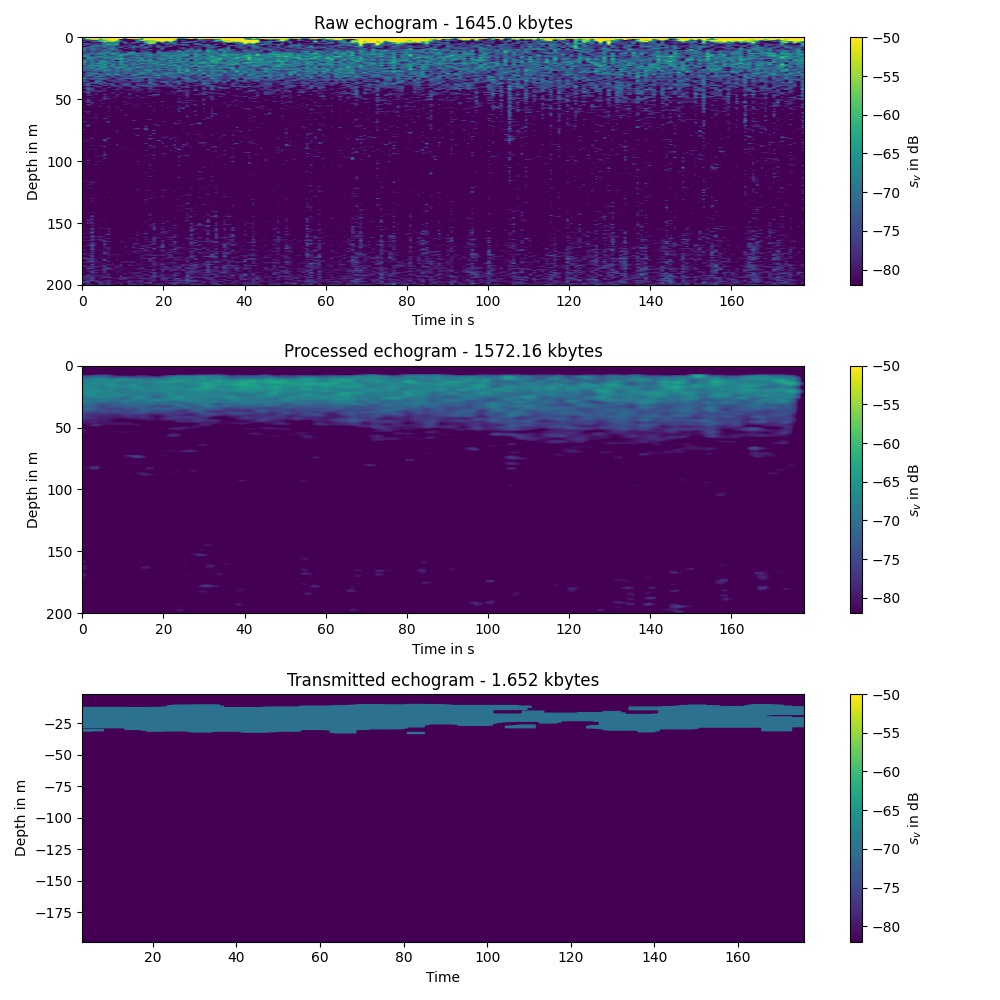 Raw echogram - 1645.0 kbytes
0
50
100
150
200
Depth in m
0 20 40 60 80 100 120 140 160
Time in s
−50
−55
−60
−65
−70
−75
−80
sv in dB
Processed echogram - 1572.16 kbytes
0
50
100
150
200
Depth in m
0 20 40 60 80 100 120 140 160
Time in s
−50
−55
−60
−65
−70
−75
−80
sv in dB
Transmitted echogram - 1.652 kbytes
−25
−50
−75
−100
−125
−150
−175
Depth in m
20 40 60 80 100 120 140 160
Time
−50
−55
−60
−65
−70
−75
−80
sv in dB